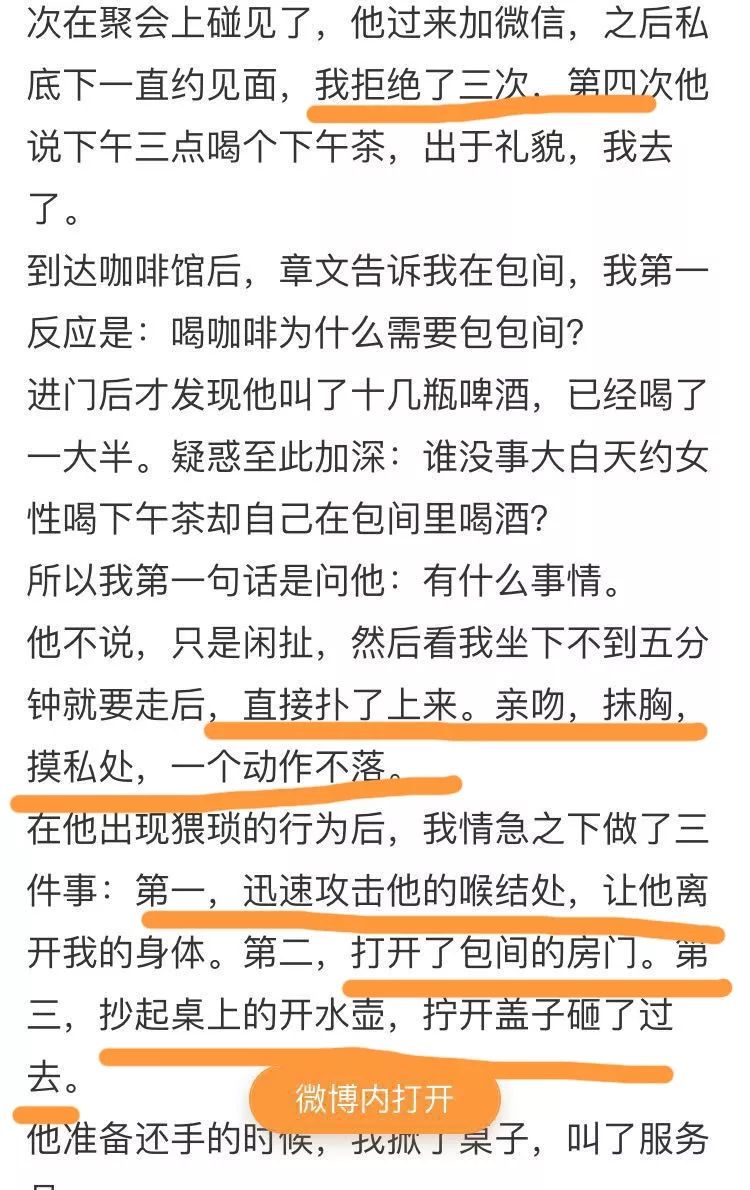 次在聚会上碰见了，他过来加微信，之后私
底下一直约见面，我拒绝了三次，第四次他
说下午三点喝个下午茶，出于礼貌，我去
了。
到达咖啡馆后，章文告诉我在包间，我第一
反应是：喝咖啡为什么需要包包间？
进门后才发现他叫了十几瓶啤酒，已经喝了
一大半。疑惑至此加深：谁没事大白天约女
性喝下午茶却自己在包间里喝酒？
所以我第一句话是问他：有什么事情。
他不说，只是闲扯，然后看我坐下不到五分
钟就要走后，直接扑了上来。亲吻，抹胸，
摸私处，一个动作不落。
在他出现猥琐的行为后，我情急之下做了三
件事：第一，迅速攻击他的喉结处，让他离
开我的身体。第二，打开了包间的房门。第
三，抄起桌上的开水壶，拧开盖子砸了过
去。
微博内打开
他准备还手的时候，我掀了桌子，叫了服务